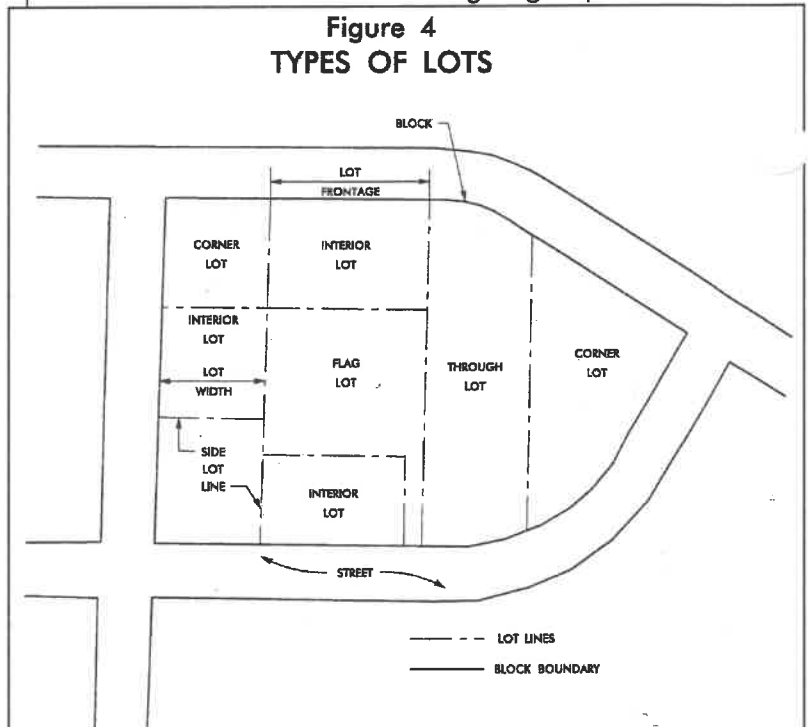 Figure 4
TYPES OF LOTS
BLOCK
LOT
FRONTAGE
CORNER
LOT
INTERIOR
LOT
INTERIOR
LOT
LOT
WIDTH
FLAG
LOT
THROUGH
LOT
CORNER
LOT
SIDE
LOT
LINE
INTERIOR
LOT
STREET
LOT LINES
BLOCK BOUNDARY